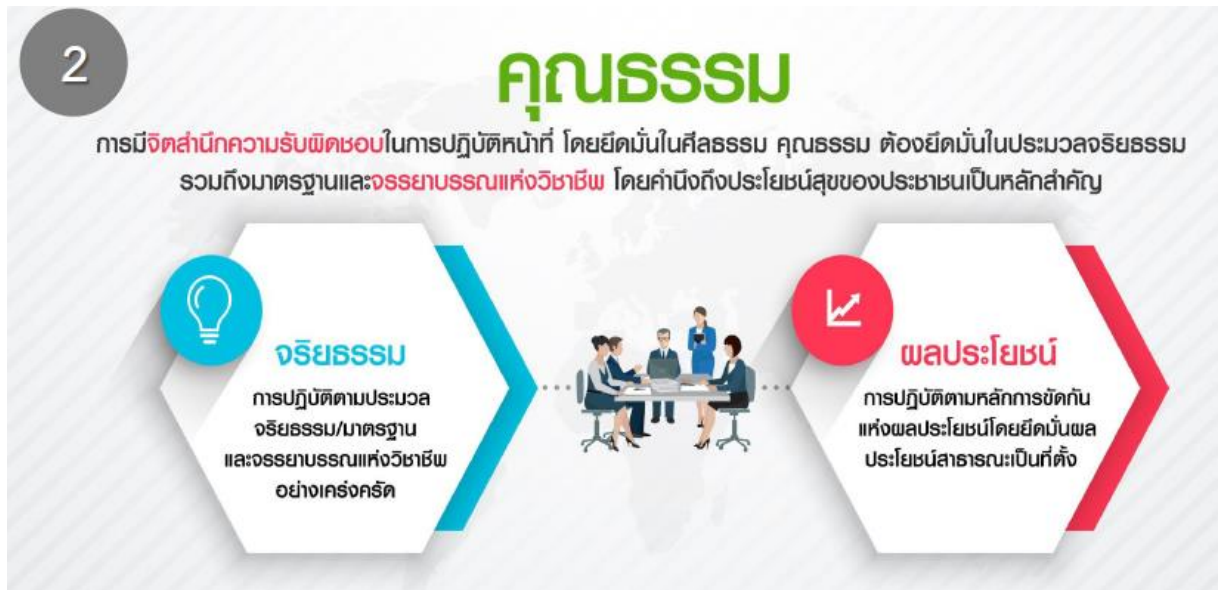 2
คุณธรรม
การมีจิตสำนึกความรับผิดชอบในการปฏิบัติหน้าที่ โดยยึดมั่นในศีลธรรม คุณธรรม ต้องยึดมั่นในประมวลจริยธรรม
รวมถึงมาตรฐานและจรรยาบรรณแห่งวิชาชีพ โดยคำนึงถึงประโยชน์สุขของประชาชนเป็นหลักสำคัญ
จริยธรรม
การปฏิบัติตามประมวล
จริยธรรม/มาตรฐาน
และจรรยาบรรณแห่งวิชาชีพ
อย่างเคร่งครัด
ผลประโยชน์
การปฏิบัติตามหลักการขัดกัน
แห่งผลประโยชน์โดยยึดมั่นผล
ประโยชน์สาธารณะเป็นที่ตั้ง